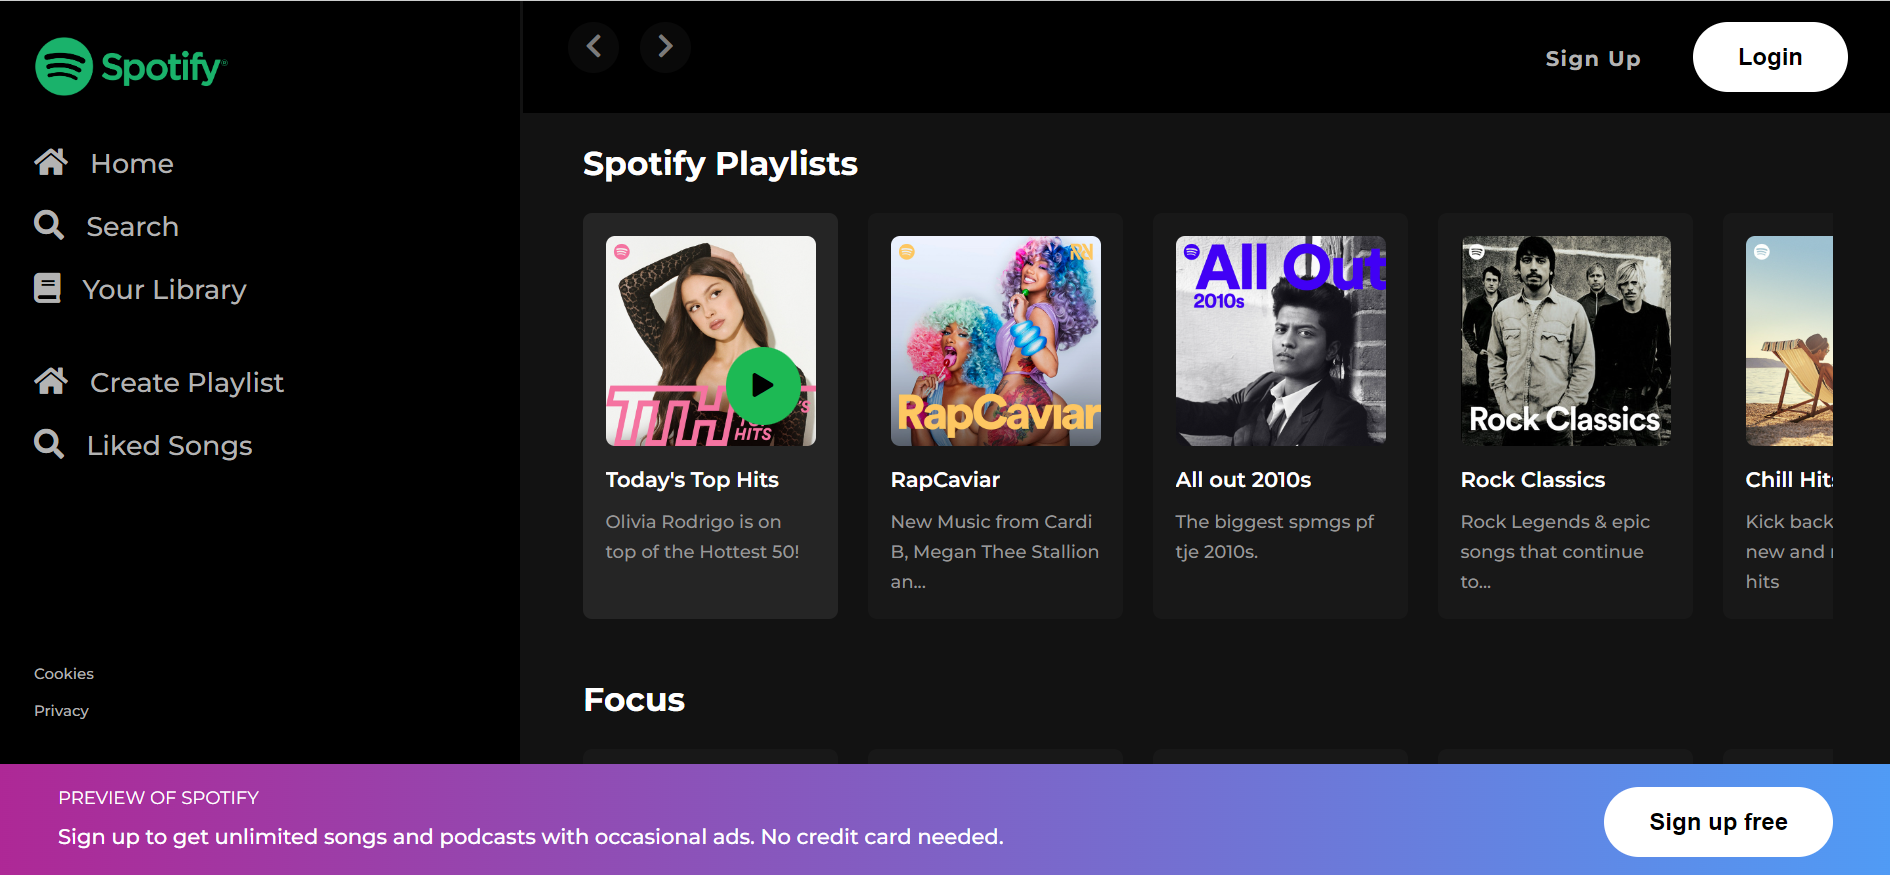 Spotify®
Home
Search
Your Library
Create Playlist
Liked Songs
Cookies
Privacy
Sign Up
Login
Spotify Playlists
TTH
HITS
Today's Top Hits
Olivia Rodrigo is on
top of the Hottest 50!
RapCaviar
RapCaviar
New Music from Cardi
B, Megan Thee Stallion
an...
All Out
2010s
All out 2010s
The biggest spmgs pf
tje 2010s.
Rock Classics
Rock Classics
Rock Legends & epic
songs that continue
to...
Chill Hits
Kick back
new and
hits
Focus
PREVIEW OF SPOTIFY
Sign up to get unlimited songs and podcasts with occasional ads. No credit card needed.
Sign up free